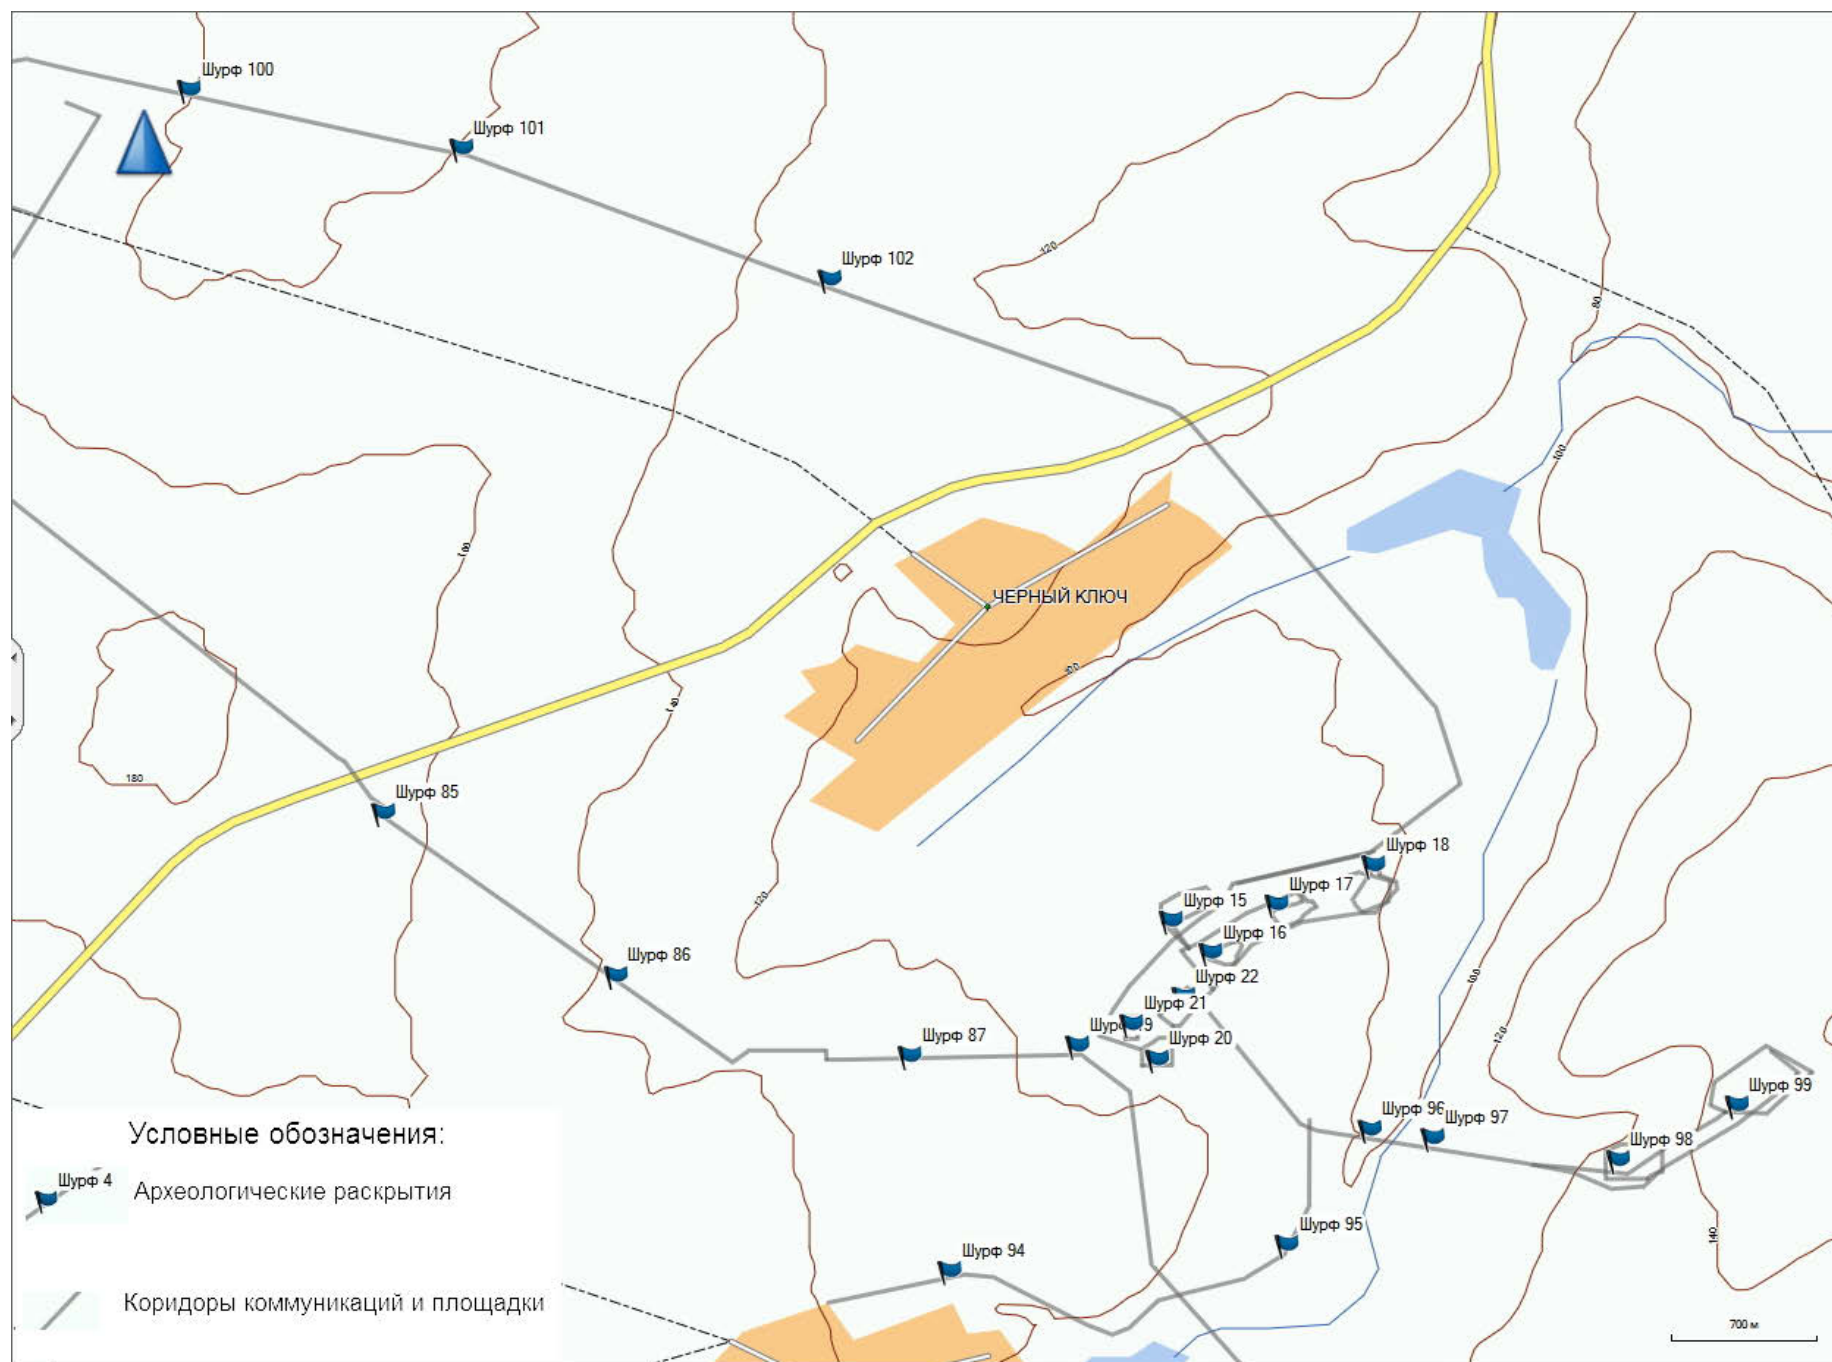 Шурф 100
Шурф 101
Шурф 102
120
80
100
160
ЧЕРНЫЙ КЛЮЧ
100
140
180
Шурф 85
Шурф 18
Шурф 17
120
Шурф 15
Шурф 16
Шурф 86
Шурф 22
100
Шурф 21
Шурф 87
Шурф 20
120
Шурф 99
Шурф 96
Шурф 97
Шурф 98
Условные обозначения:
Шурф 4
Археологические раскрытия
Шурф 95
140
Шурф 94
Коридоры коммуникаций и площадки
700 м